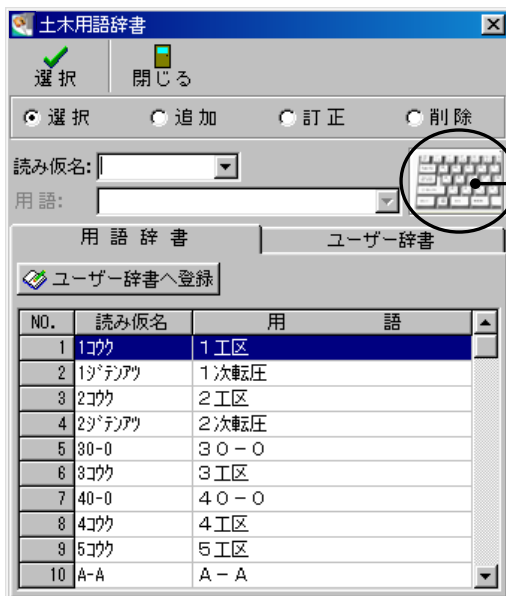 土木用語辞書
選択 閉じる
選択 追加 訂正 削除
読み仮名:
用語:
用語辞書 ユーザー辞書
ユーザー辞書へ登録
NO. 読み仮名 用語
1 1ｺｳｸ １工区
2 1ｼﾞﾃﾝｱﾂ １次転圧
3 2ｺｳｸ ２工区
4 2ｼﾞﾃﾝｱﾂ ２次転圧
5 30-0 ３０－０
6 3ｺｳｸ ３工区
7 40-0 ４０－０
8 4ｺｳｸ ４工区
9 5ｺｳｸ ５工区
10 A-A Ａ－Ａ